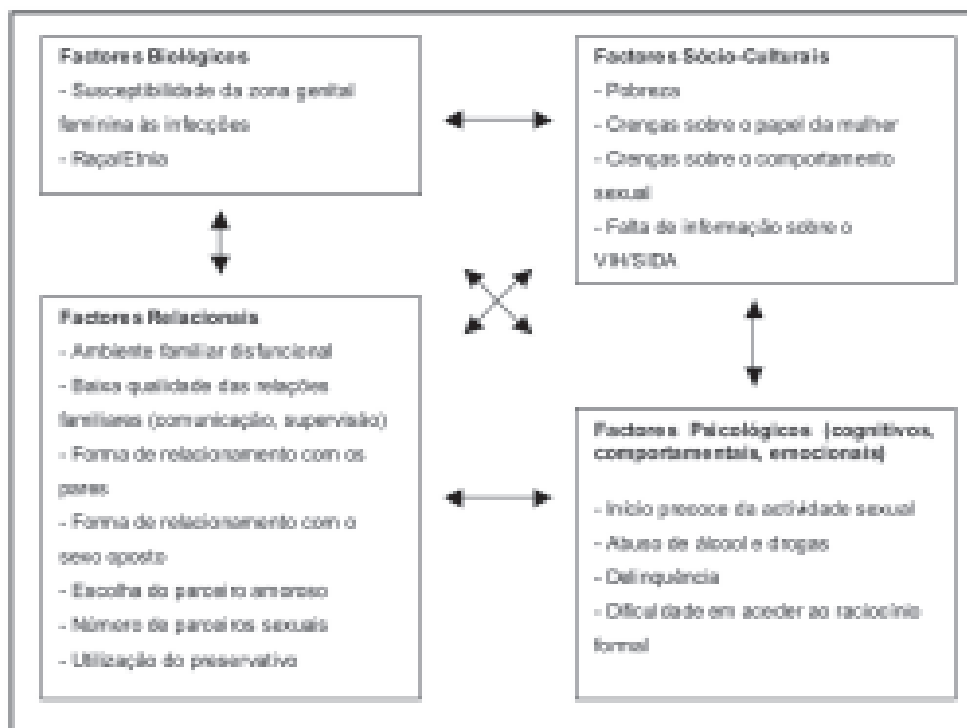 Factores Biológicos
- Susceptibilidade da zona genital
feminina às infecções
- Raça/Etnia
Factores Sócio-Culturais
- Pobreza
- Crenças sobre o papel da mulher
- Crenças sobre o comportamento
sexual
- Falta de informação sobre o
VIH/SIDA
Factores Relacionais
- Ambiente familiar disfuncional
- Baixa qualidade das relações
familiares (comunicação, supervisão)
- Forma de relacionamento com os
pares
- Forma de relacionamento com o
sexo oposto
- Escolha do parceiro amoroso
- Número de parceiros sexuais
- Utilização do preservativo
Factores Psicológicos (cognitivos,
comportamentais, emocionais)
- Início precoce da actividade sexual
- Abuso de álcool e drogas
- Delinquência
- Dificuldade em aceder ao raciocínio
formal